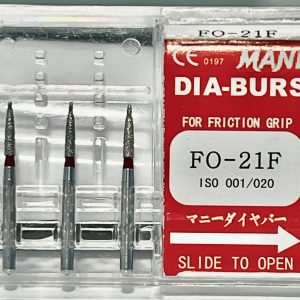 FO-21F
CE 0197 MANI
DIA-BURS
FOR FRICTION GRIP
FO-21F
ISO 001/020
マニーダイヤバー
SLIDE TO OPEN